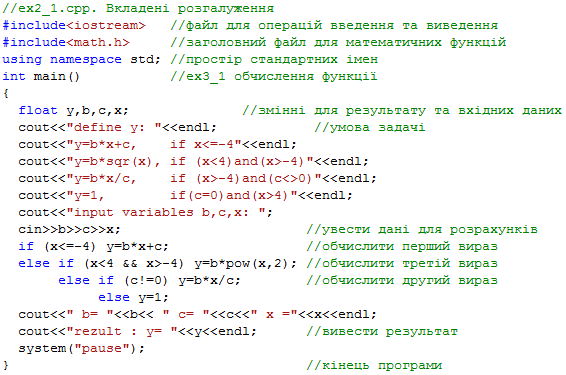 //ex2_1.cpp. Вкладені розгалуження
#include<iostream>   //файл для операцій введення та виведення
#include<math.h>     //заголовний файл для математичних функцій
using namespace std; //простір стандартних імен
int main()           //ex3_1 обчислення функції
{
  float y,b,c,x;              //змінні для результату та вхідних даних
  cout<<"define y: "<<endl;            //умова задачі
  cout<<"y=b*x+c,    if x<=-4"<<endl;
  cout<<"y=b*sqr(x), if (x<4)and(x>-4)"<<endl;
  cout<<"y=b*x/c,    if (x>-4)and(c<>0)"<<endl;
  cout<<"y=1,        if(c=0)and(x>4)"<<endl;
  cout<<"input variables b,c,x: ";
  cin>>b>>c>>x;                       //увести дані для розрахунків
  if (x<=-4) y=b*x+c;                 //обчислити перший вираз
  else if (x<4 && x>-4) y=b*pow(x,2); //обчислити третій вираз
       else if (c!=0) y=b*x/c;        //обчислити другий вираз
            else y=1;
  cout<<" b= "<<b<< " c= "<<c<<" x ="<<x<<endl;
  cout<<"rezult : y= "<<y<<endl;      //вивести результат
  system("pause");
}                                     //кінець програми